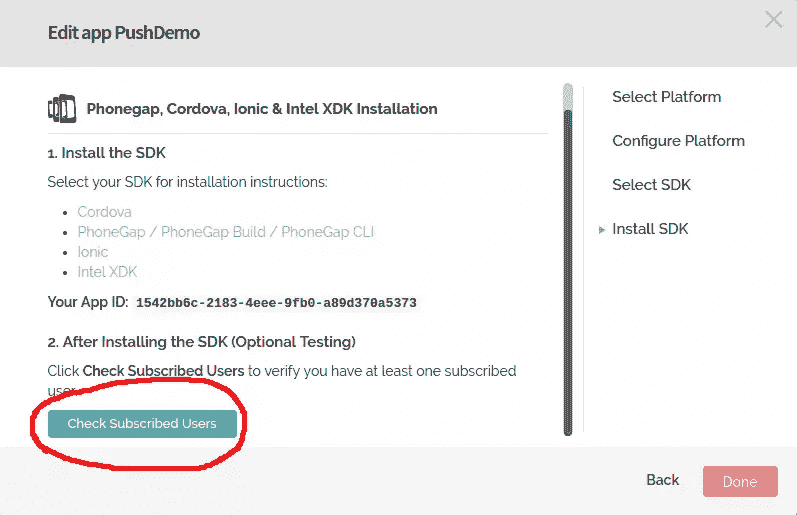 Edit app PushDemo
Phonegap, Cordova, Ionic & Intel XDK Installation
1. Install the SDK
Select your SDK for installation instructions:
Cordova
PhoneGap / PhoneGap Build / PhoneGap CLI
Ionic
Intel XDK
Your App ID: 1542bb6c-2183-4eee-9fb0-a89d370a5373
2. After Installing the SDK (Optional Testing)
Click Check Subscribed Users to verify you have at least one subscribed
user
Check Subscribed Users
Select Platform
Configure Platform
Select SDK
Install SDK
Back
Done